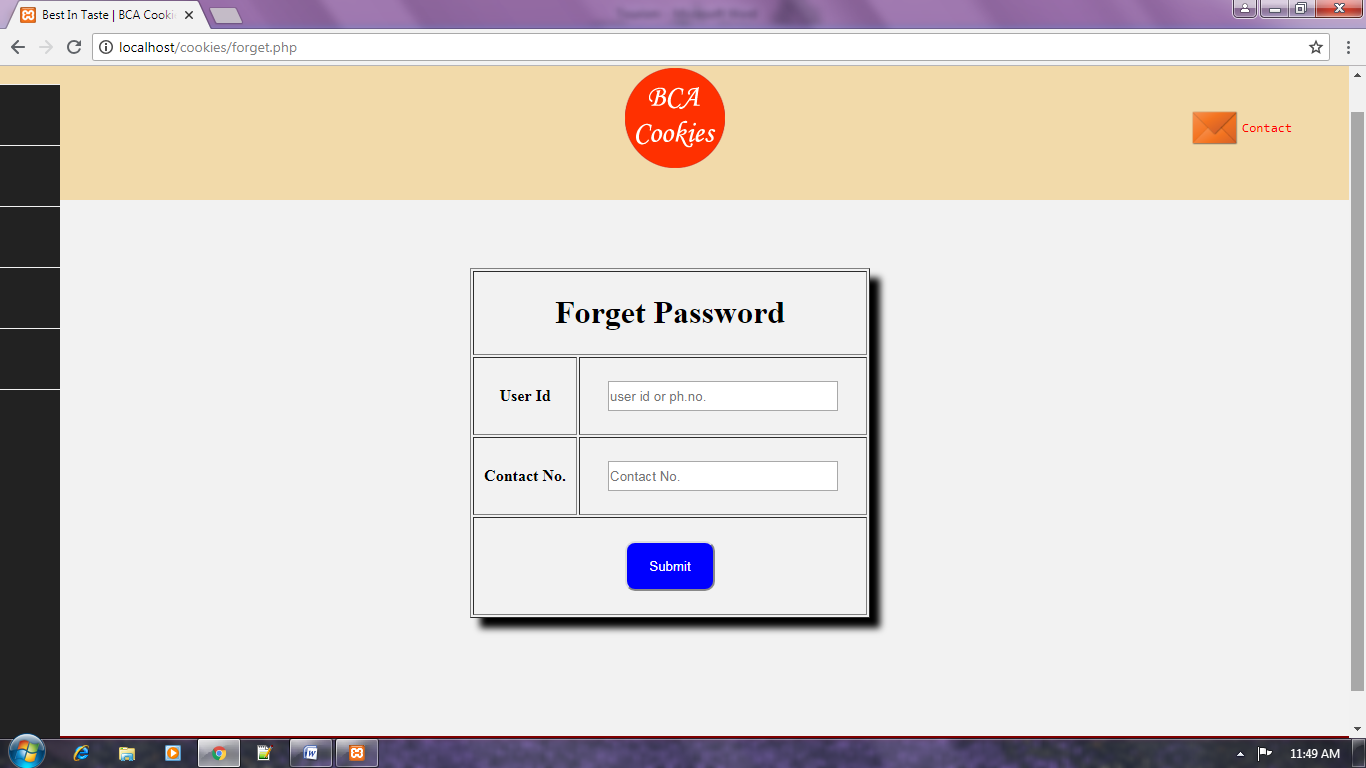 Best In Taste | BCA Cooki
localhost/cookies/forget.php
BCA
Cookies
Contact
Forget Password
User Id
user id or ph.no.
Contact No.
Contact No.
Submit
11:49 AM